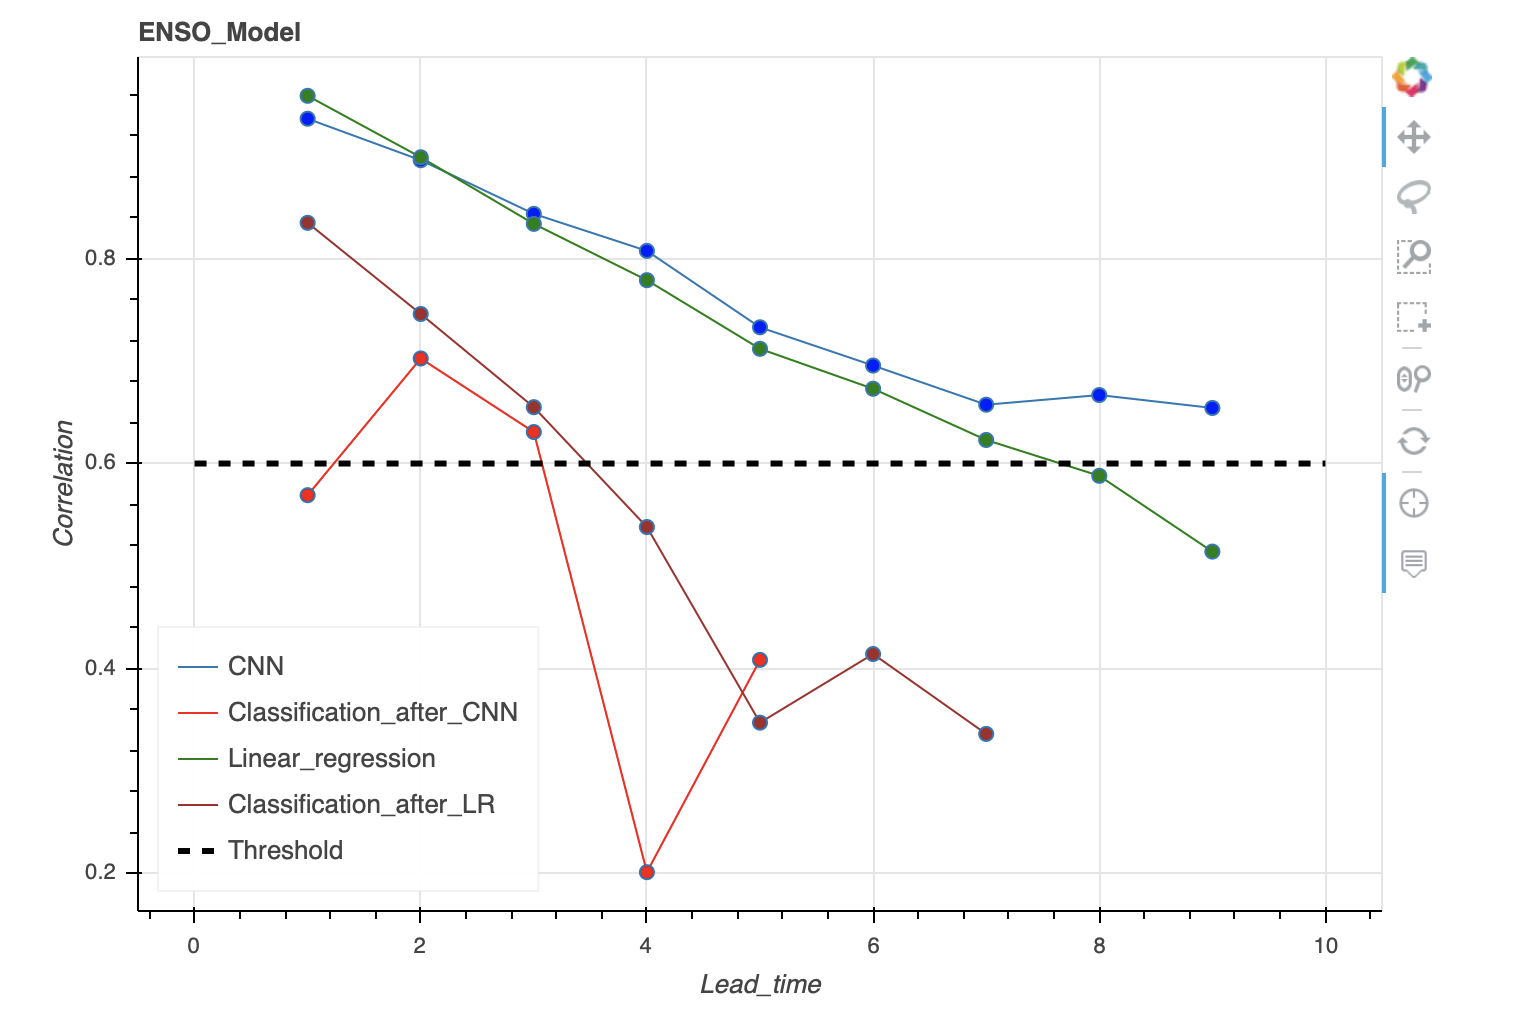 ENSO_Model
Correlation
0.8
0.6
0.4
0.2
CNN
Classification_after_CNN
Linear_regression
Classification_after_LR
Threshold
0 2 4 6 8 10
Lead_time